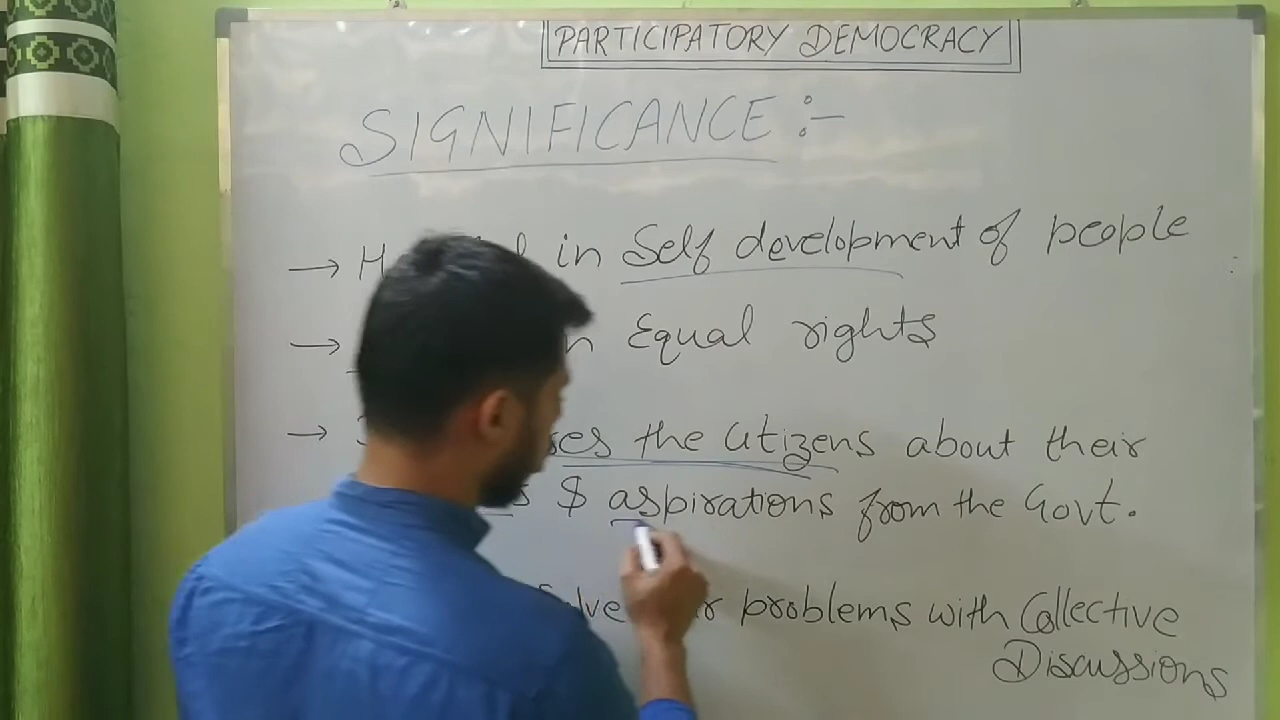 PARTICIPATORY DEMOCRACY
SIGNIFICANCE :-
→ in Self development of people
→ Equal rights
→ the Citizens about their
$ aspirations from the Govt.
problems with Collective
Discussions